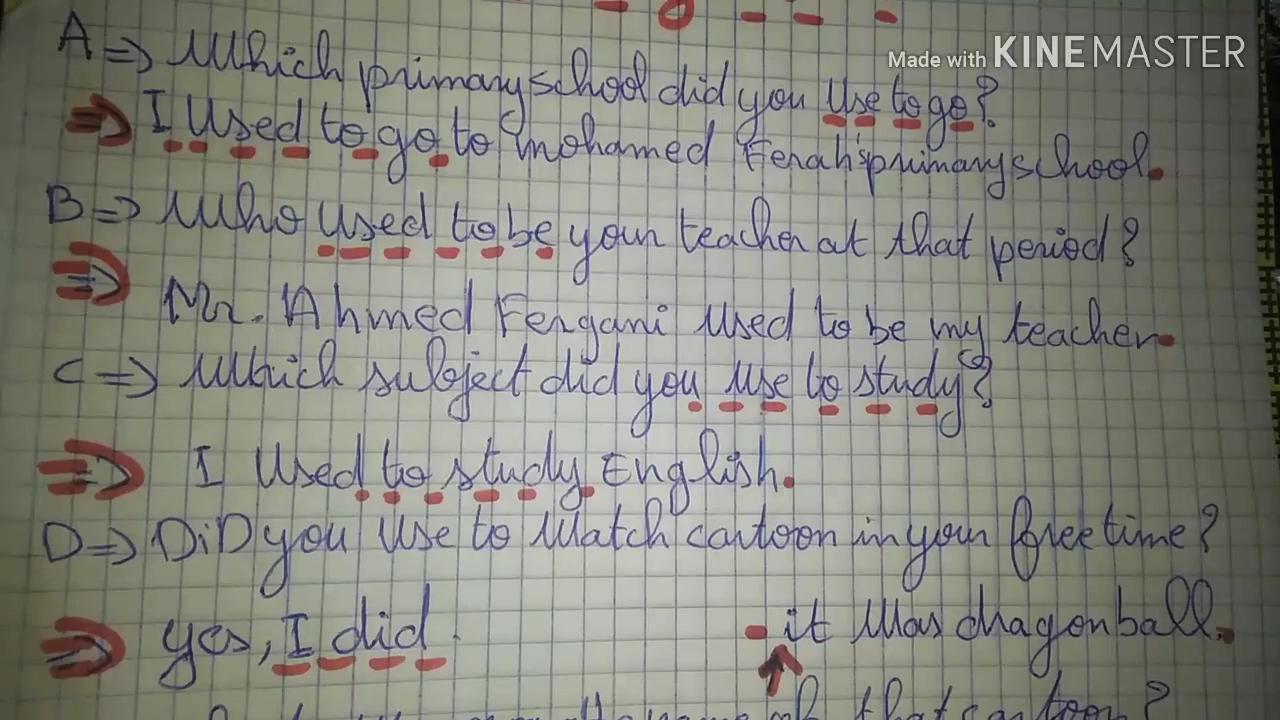 Made with KINEMASTER
A => Which primary school did you use to go?
=> I used to go to mohamed Ferah's primary school.
B => Who used to be your teacher at that period?
=> Mr. Ahmed Fergani used to be my teacher.
C => Which subject did you use to study?
=> I used to study English.
D => DiD you use to watch cartoon in your free time?
=> yes, I did. - it was dragon ball.
of that cartoon?